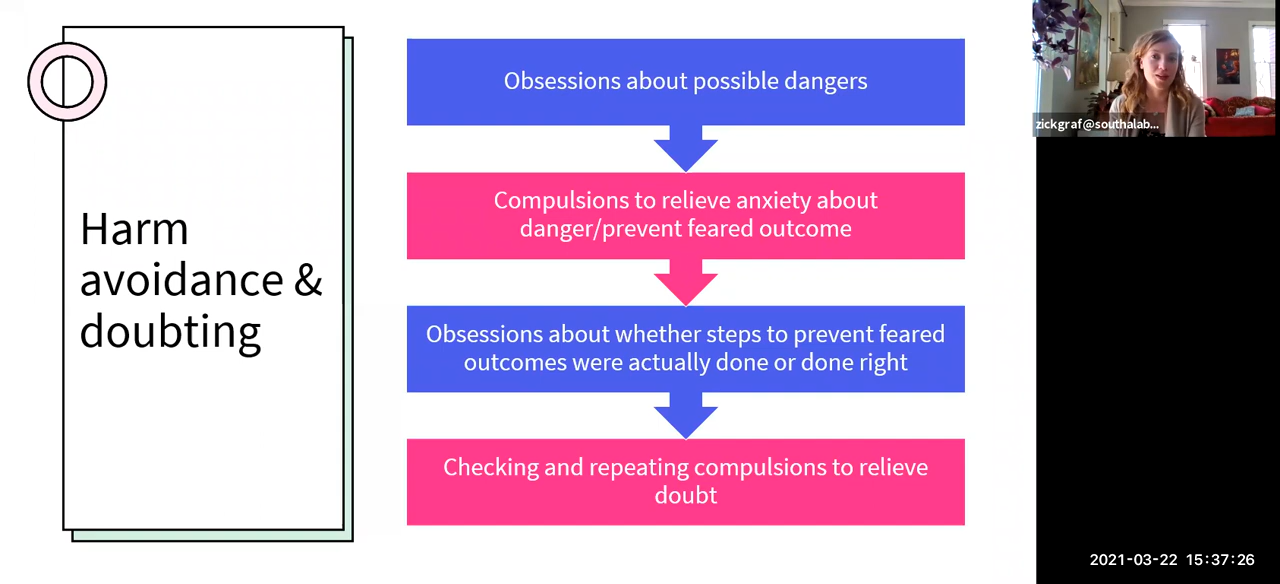 Harm
avoidance &
doubting
Obsessions about possible dangers
Compulsions to relieve anxiety about
danger/prevent feared outcome
Obsessions about whether steps to prevent feared
outcomes were actually done or done right
Checking and repeating compulsions to relieve
doubt
zickgraf@southalab...
2021-03-22 15:37:26